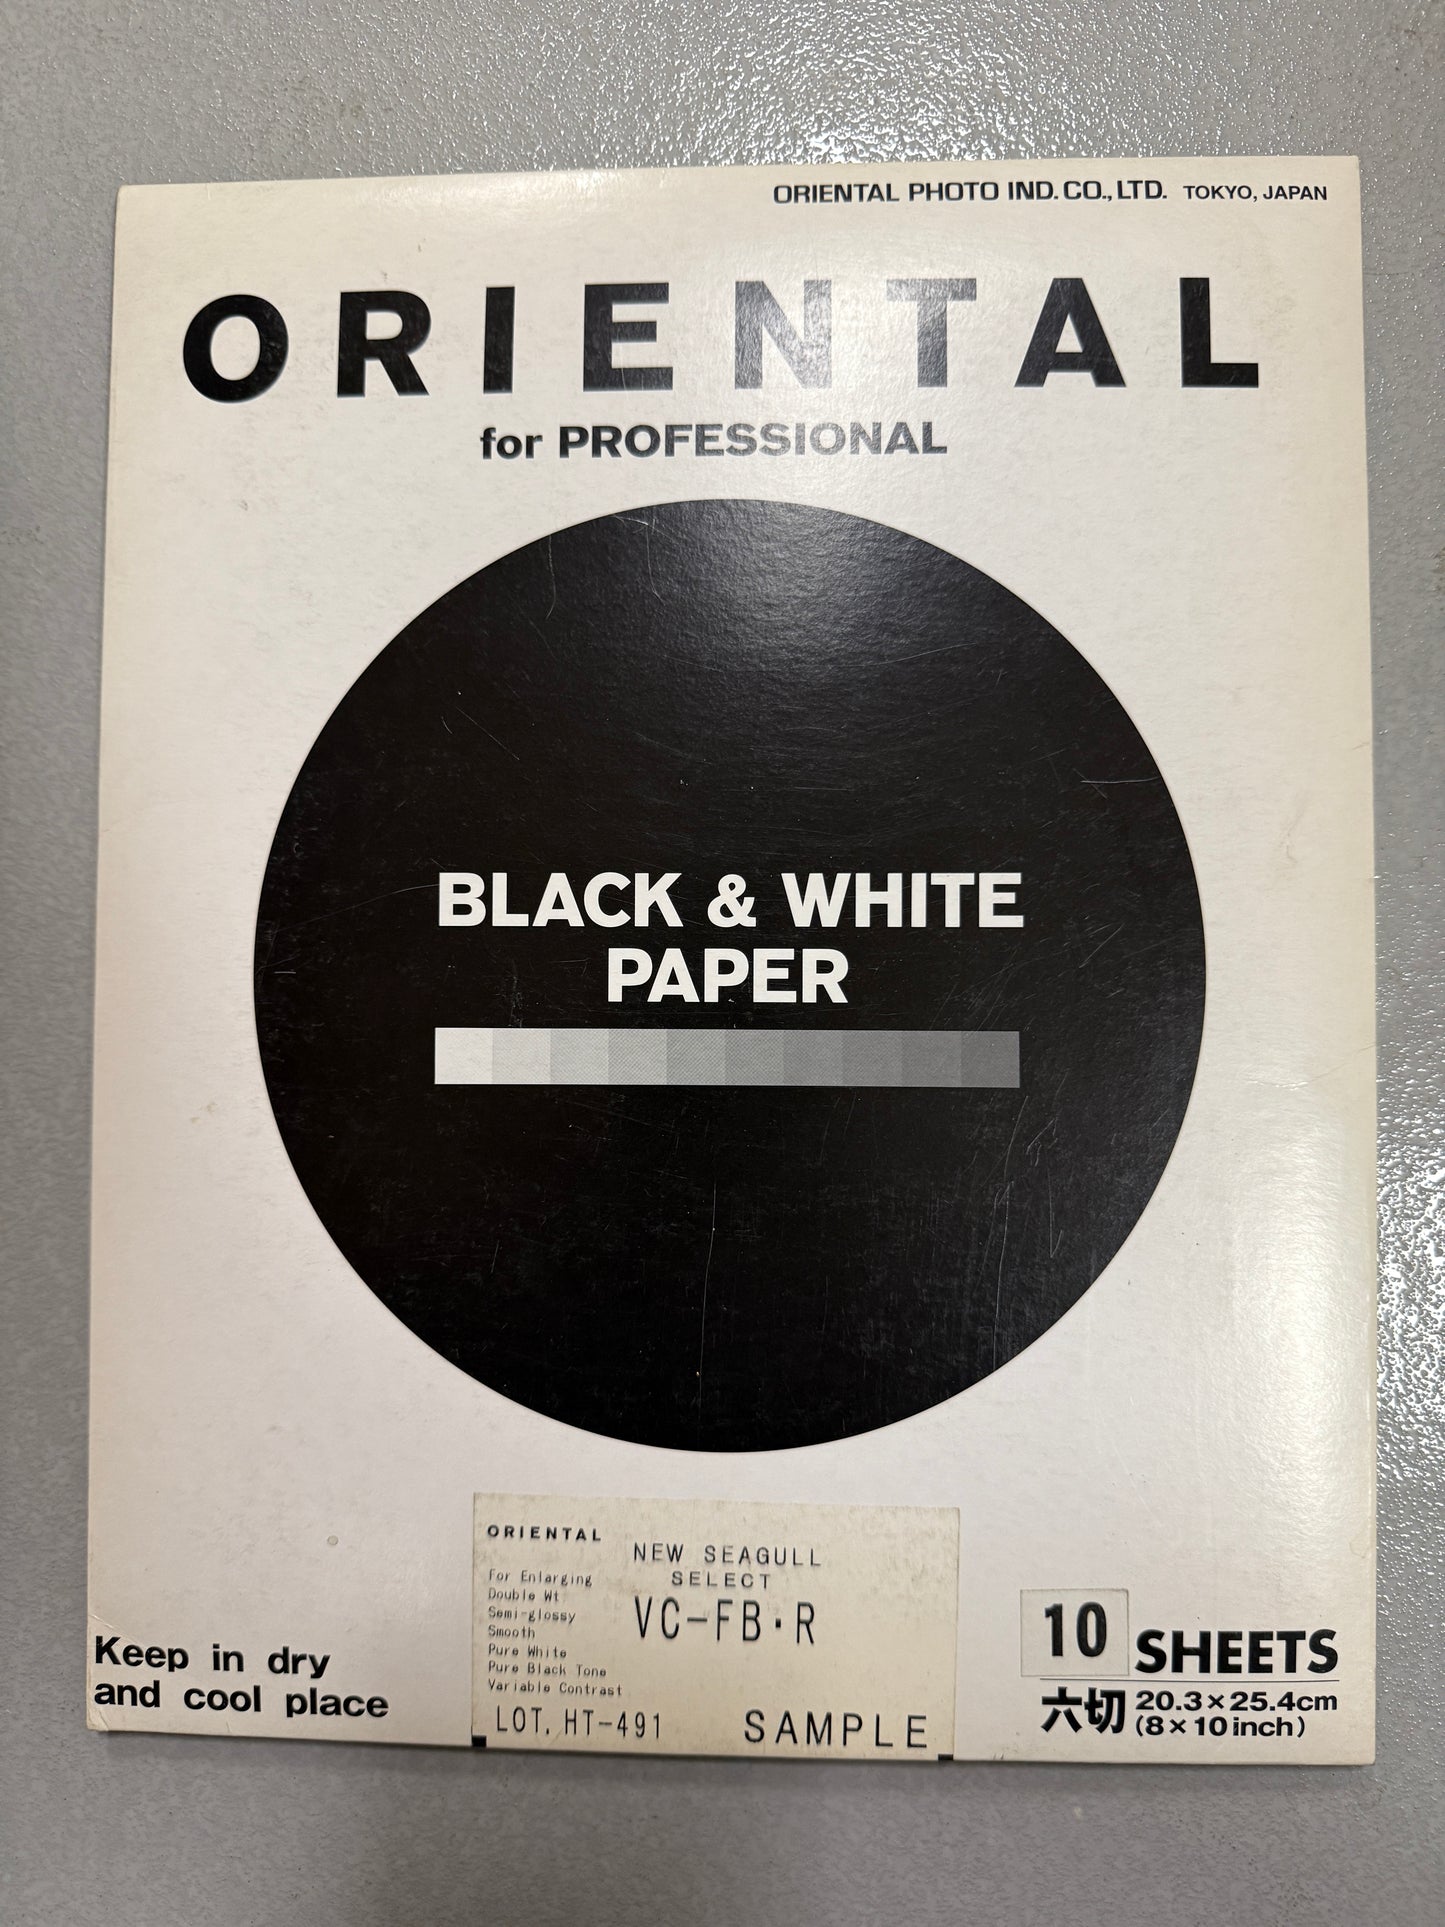 ORIENTAL PHOTO IND. CO., LTD. TOKYO, JAPAN
ORIENTAL
for PROFESSIONAL
BLACK & WHITE
PAPER
ORIENTAL
NEW SEAGULL
SELECT
VC-FB・R
For Enlarging
Double Wt
Semi-glossy
Smooth
Pure White
Pure Black Tone
Variable Contrast
LOT. HT-491 SAMPLE
Keep in dry
and cool place
10 SHEETS
六切 20.3×25.4cm
(8×10inch)